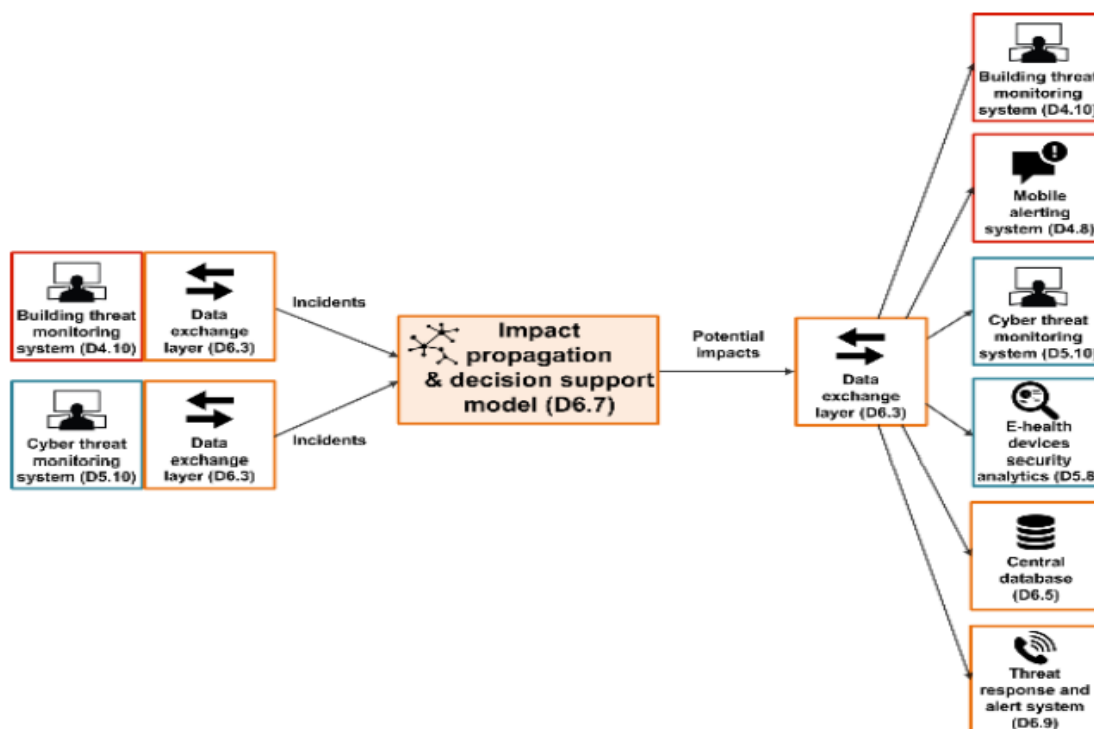 Building threat
monitoring
system (D4.10)
Data
exchange
layer (D6.3)
Incidents
Cyber threat
monitoring
system (D5.10)
Data
exchange
layer (D6.3)
Incidents
Impact
propagation
& decision support
model (D6.7)
Potential
impacts
Data
exchange
layer (D6.3)
Building threat
monitoring
system (D4.10)
Mobile
alerting
system (D4.8)
Cyber threat
monitoring
system (D5.10)
E-health
devices
security
analytics (D5.8
Central
database
(D6.5)
Threat
response and
alert system
(D6.9)